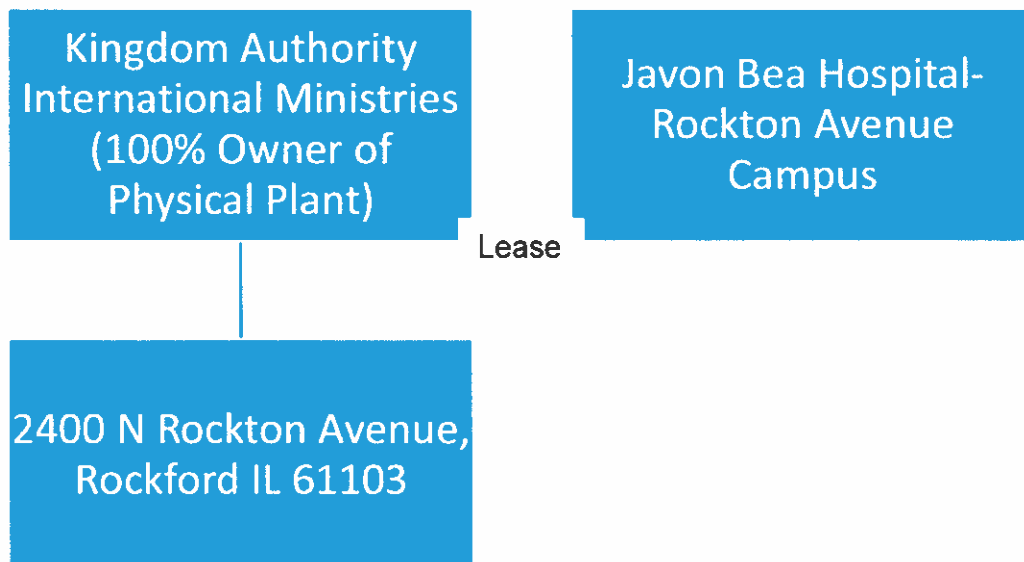 Kingdom Authority
International Ministries
(100% Owner of
Physical Plant)
Javon Bea Hospital-
Rockton Avenue
Campus
Lease
2400 N Rockton Avenue,
Rockford IL 61103